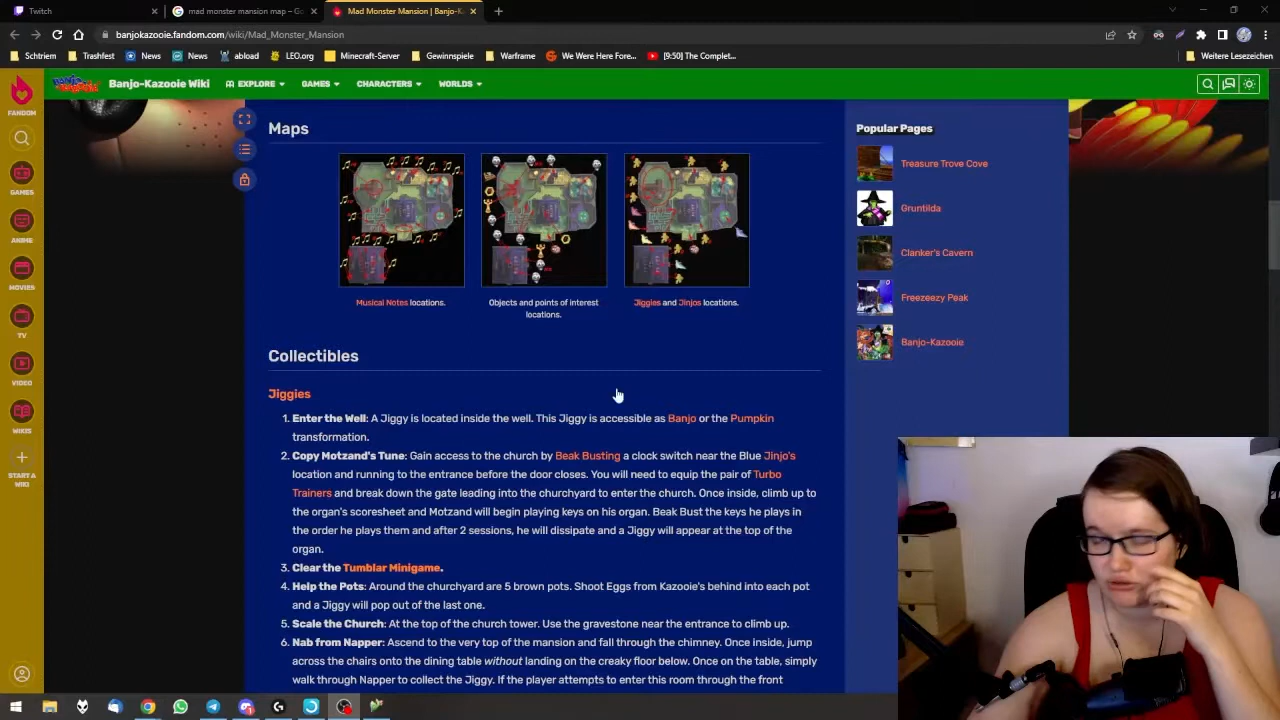 Twitch
mad monster mansion map – Go
Mad Monster Mansion | Banjo-Ka
banjokazooie.fandom.com/wiki/Mad_Monster_Mansion
Schtriem
Trashfest
News
News
abload
LEO.org
Minecraft-Server
Gewinnspiele
Warframe
We Were Here Fore...
[9:50] The Complet...
Weitere Lesezeichen
Banjo-Kazooie Wiki
EXPLORE
GAMES
CHARACTERS
WORLDS
FANDOM
GAMES
ANIME
MOVIES
TV
VIDEO
WIKIS
START A
WIKI
Maps
Musical Notes locations.
Objects and points of interest
locations.
Jiggies and Jinjos locations.
Collectibles
Jiggies
1. Enter the Well: A Jiggy is located inside the well. This Jiggy is accessible as Banjo or the Pumpkin
transformation.
2. Copy Motzand's Tune: Gain access to the church by Beak Busting a clock switch near the Blue Jinjo's
location and running to the entrance before the door closes. You will need to equip the pair of Turbo
Trainers and break down the gate leading into the churchyard to enter the church. Once inside, climb up to
the organ's scoresheet and Motzand will begin playing keys on his organ. Beak Bust the keys he plays in
the order he plays them and after 2 sessions, he will dissipate and a Jiggy will appear at the top of the
organ.
3. Clear the Tumblar Minigame.
4. Help the Pots: Around the churchyard are 5 brown pots. Shoot Eggs from Kazooie's behind into each pot
and a Jiggy will pop out of the last one.
5. Scale the Church: At the top of the church tower. Use the gravestone near the entrance to climb up.
6. Nab from Napper: Ascend to the very top of the mansion and fall through the chimney. Once inside, jump
across the chairs onto the dining table without landing on the creaky floor below. Once on the table, simply
walk through Napper to collect the Jiggy. If the player attempts to enter this room through the front
Popular Pages
Treasure Trove Cove
Gruntilda
Clanker's Cavern
Freezeezy Peak
Banjo-Kazooie